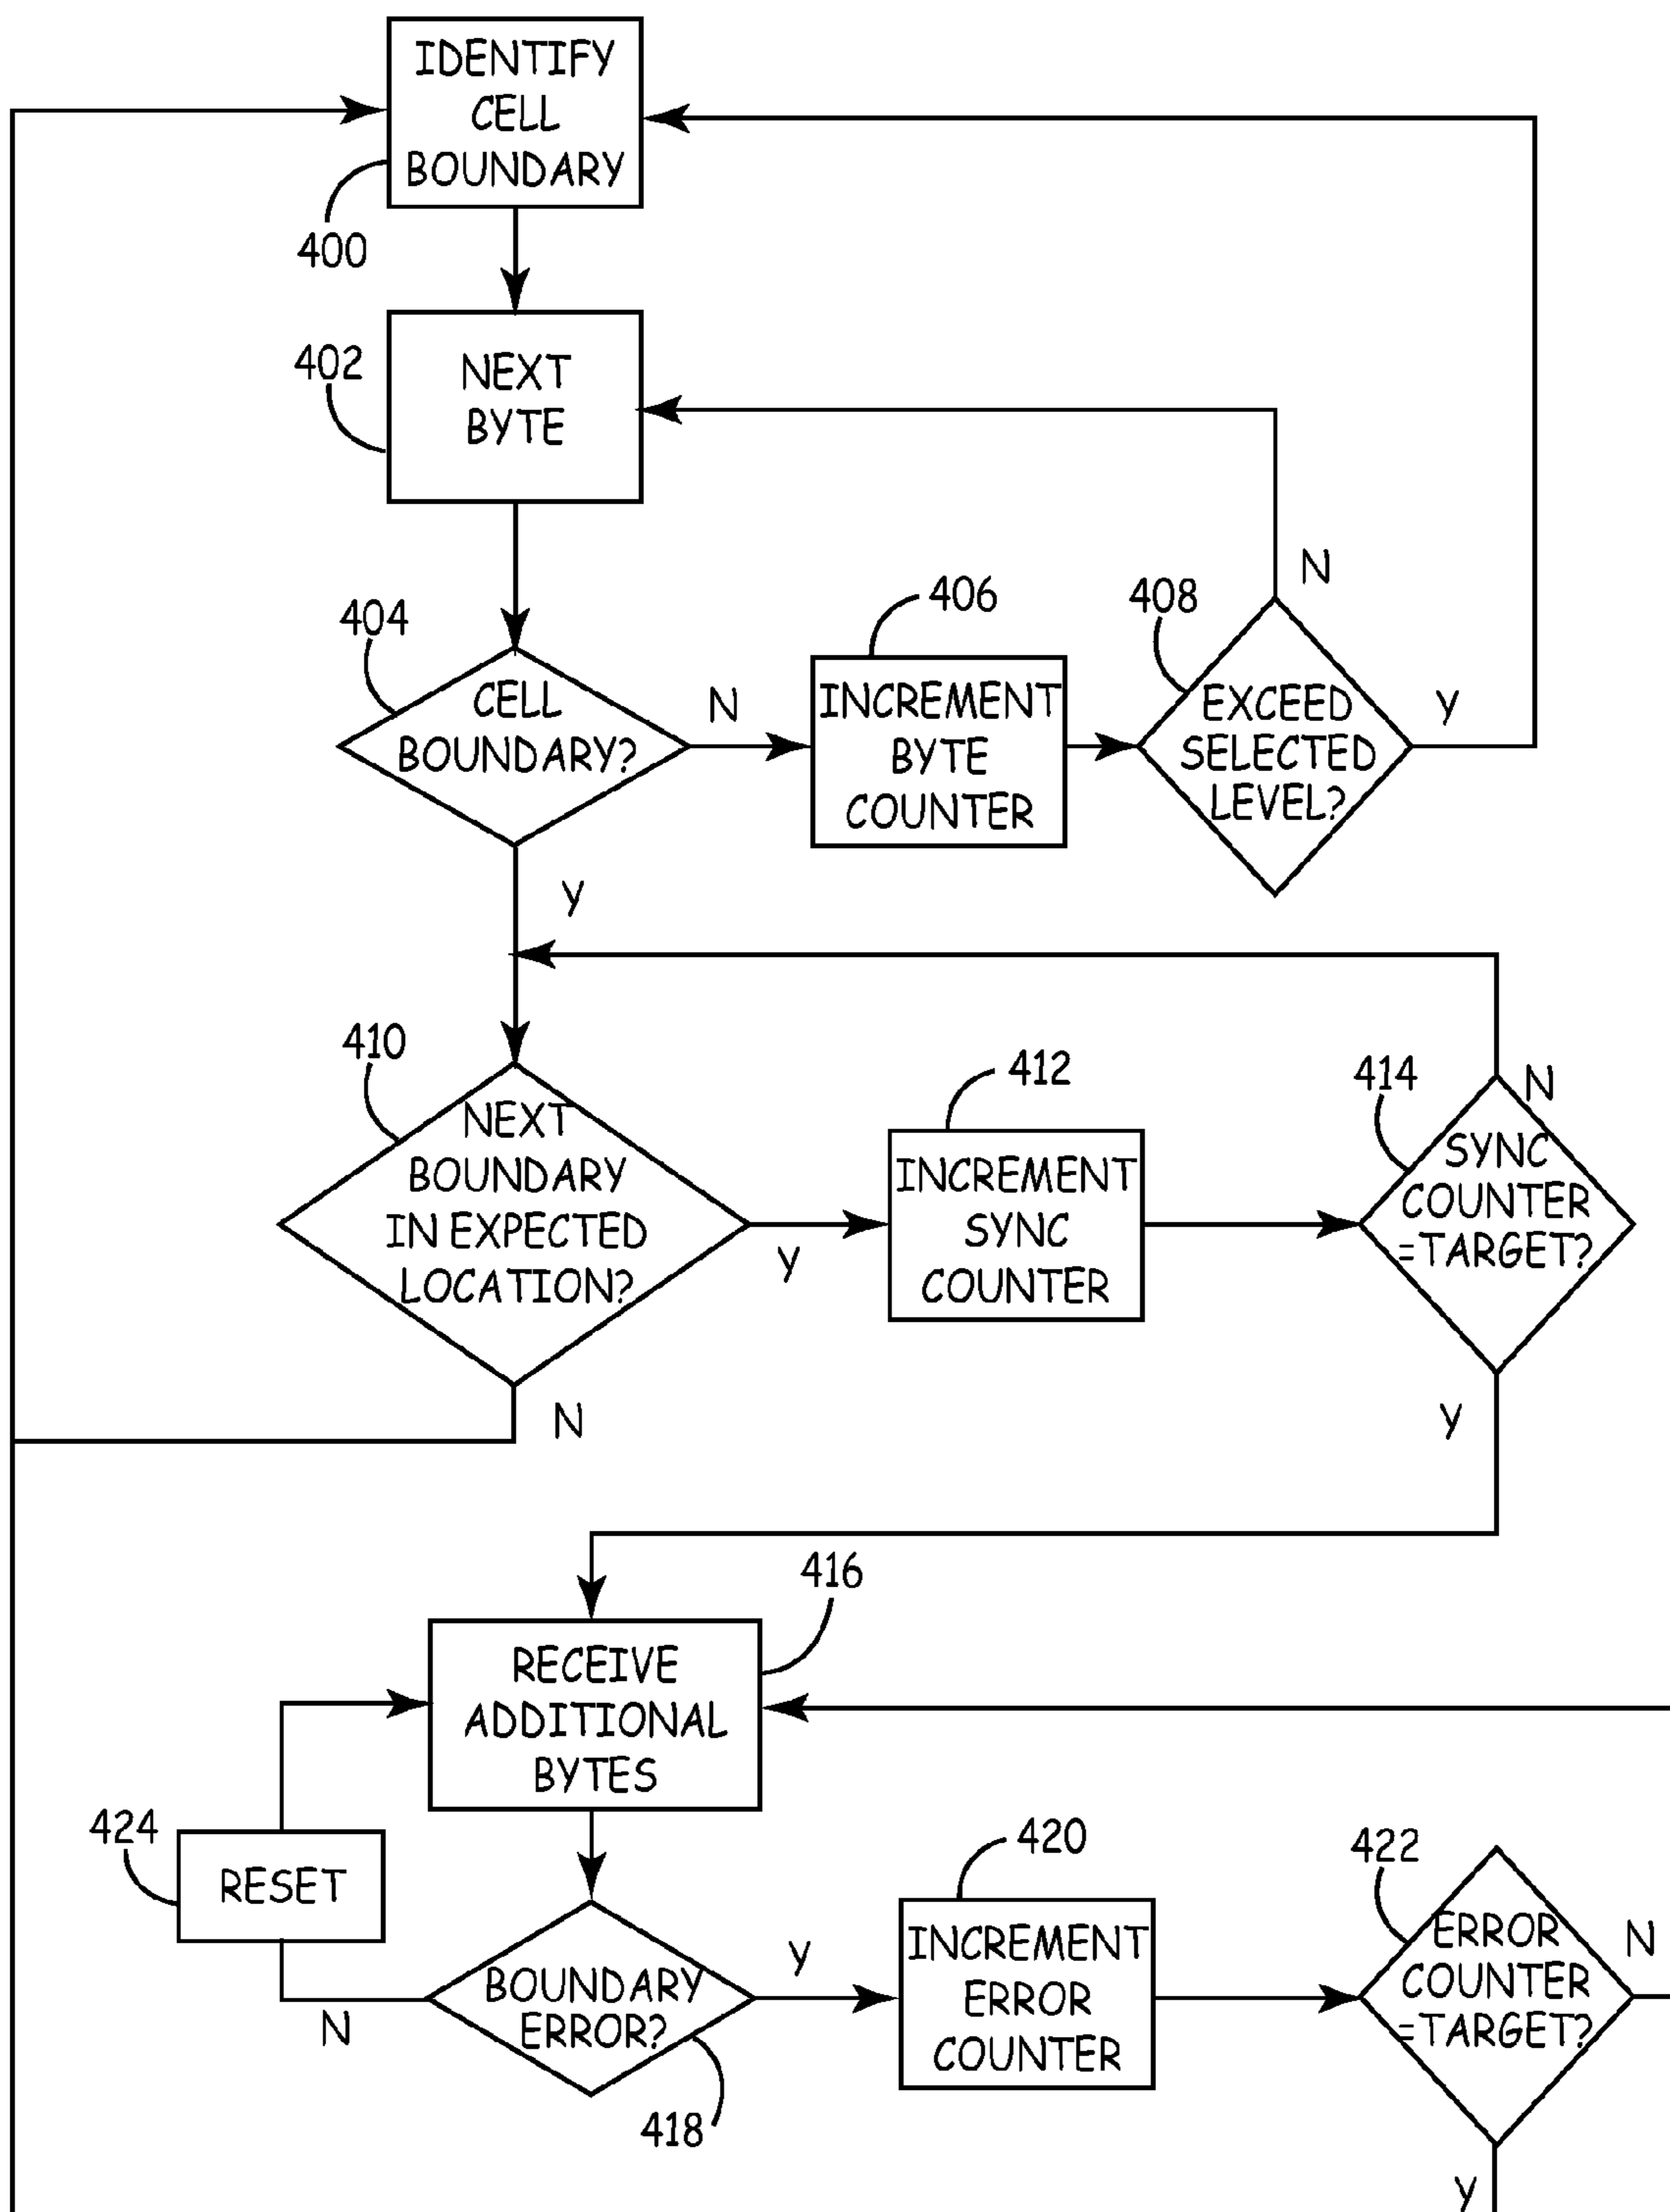 IDENTIFY
CELL
BOUNDARY
400
402
NEXT
BYTE
404
CELL
BOUNDARY?
N
406
INCREMENT
BYTE
COUNTER
408
N
EXCEED
SELECTED
LEVEL?
Y
Y
410
NEXT
BOUNDARY
IN EXPECTED
LOCATION?
Y
N
412
INCREMENT
SYNC
COUNTER
414
N
SYNC
COUNTER
=TARGET?
Y
416
RECEIVE
ADDITIONAL
BYTES
424
RESET
N
BOUNDARY
ERROR?
418
Y
420
INCREMENT
ERROR
COUNTER
422
ERROR
COUNTER
=TARGET?
N
Y